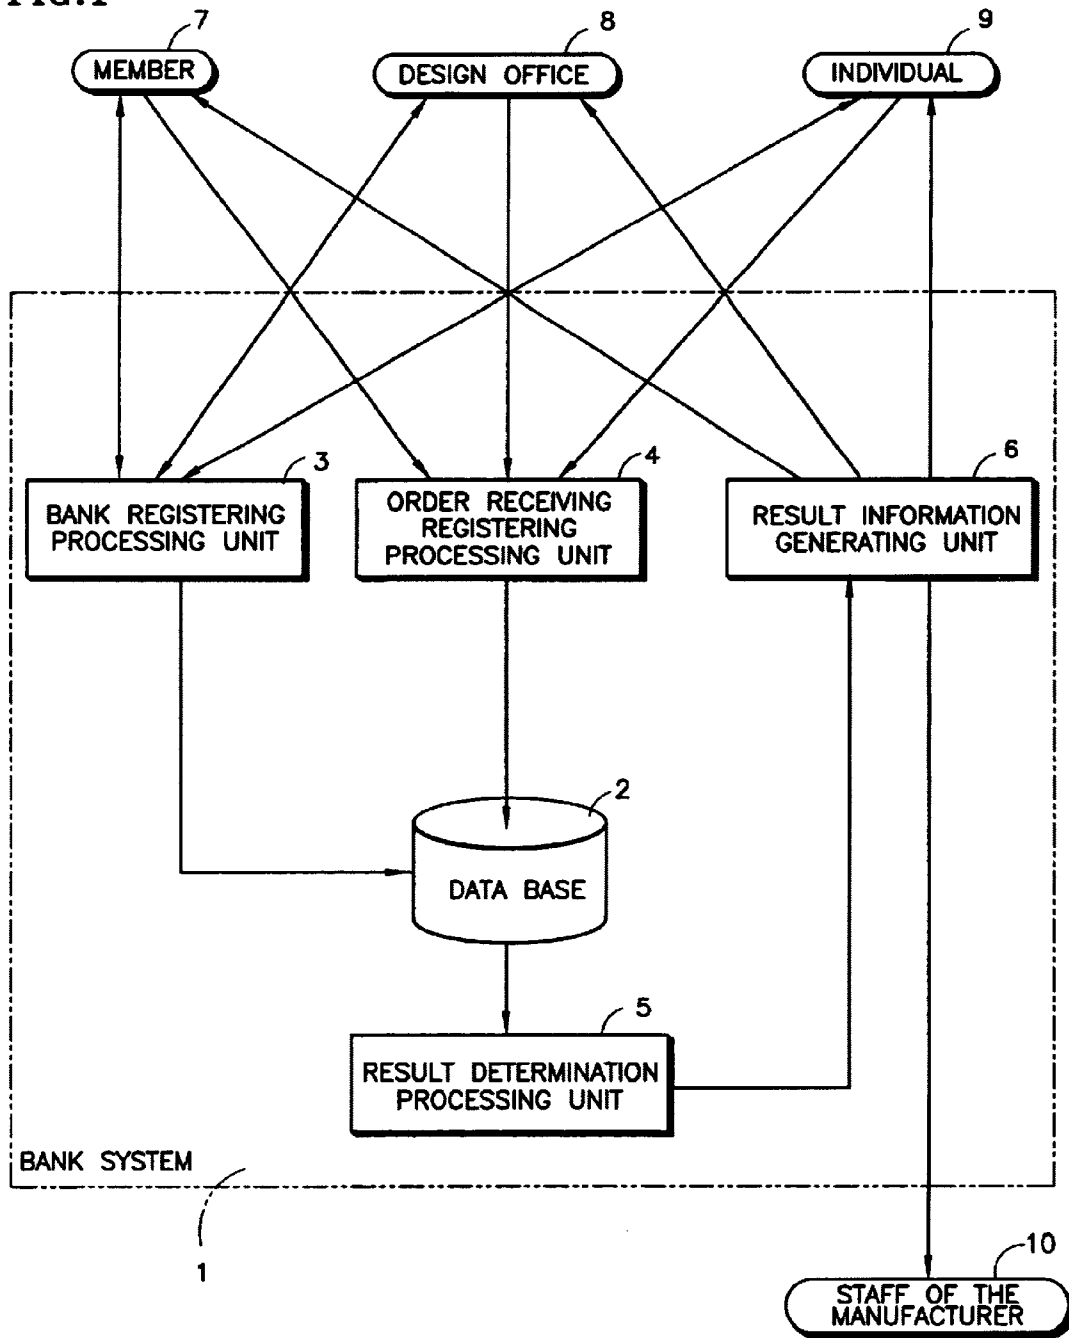 FIG.1
7
8
9
MEMBER
DESIGN OFFICE
INDIVIDUAL
3
4
6
BANK REGISTERING
PROCESSING UNIT
ORDER RECEIVING
REGISTERING
PROCESSING UNIT
RESULT INFORMATION
GENERATING UNIT
2
DATA BASE
5
RESULT DETERMINATION
PROCESSING UNIT
BANK SYSTEM
1
10
STAFF OF THE
MANUFACTURER